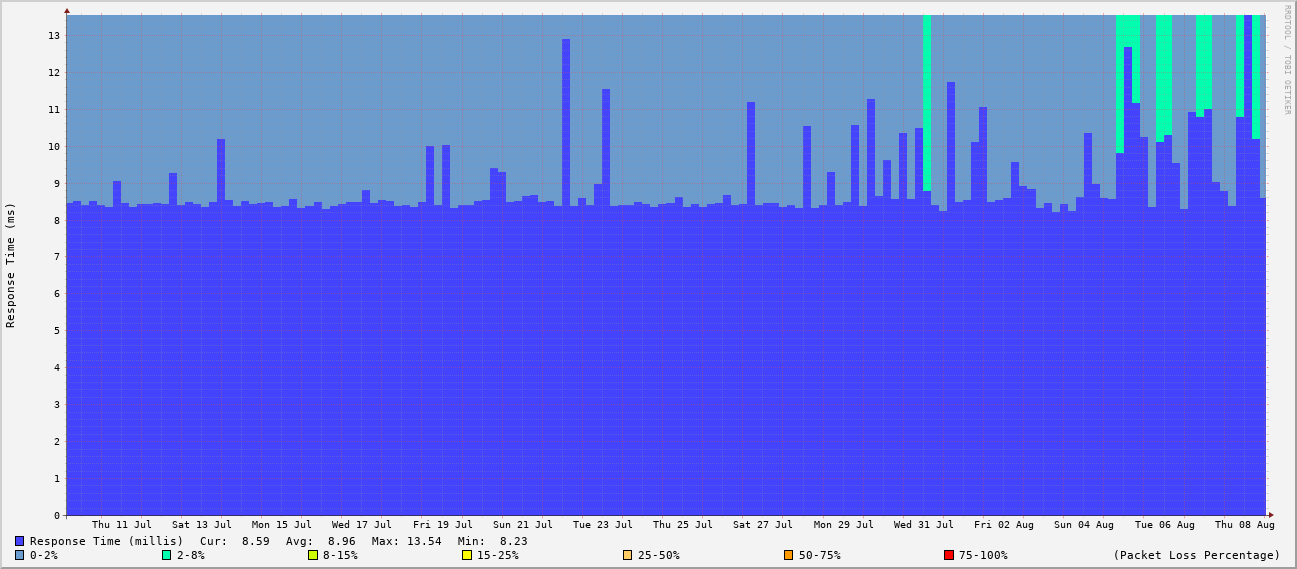 RRDTOOL / TOBI OETIKER
Response Time (ms)
13
12
11
10
9
8
7
6
5
4
3
2
1
0
Thu 11 Jul Sat 13 Jul Mon 15 Jul Wed 17 Jul Fri 19 Jul Sun 21 Jul Tue 23 Jul Thu 25 Jul Sat 27 Jul Mon 29 Jul Wed 31 Jul Fri 02 Aug Sun 04 Aug Tue 06 Aug Thu 08 Aug
Response Time (millis) Cur: 8.59 Avg: 8.96 Max: 13.54 Min: 8.23
0-2% 2-8% 8-15% 15-25% 25-50% 50-75% 75-100% (Packet Loss Percentage)